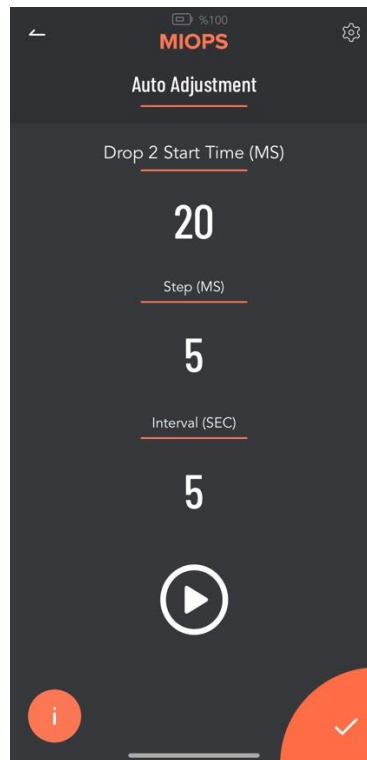 %100
MIOPS
Auto Adjustment
Drop 2 Start Time (MS)
20
Step (MS)
5
Interval (SEC)
5
i